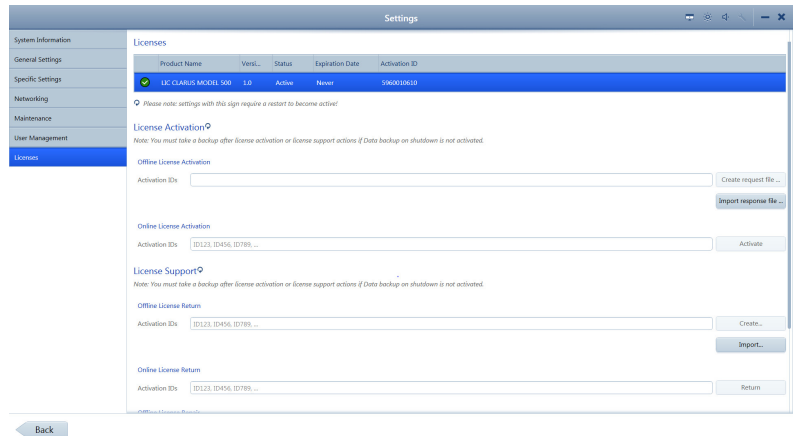 Settings
System Information
General Settings
Specific Settings
Networking
Maintenance
User Management
Licenses
Licenses
Product Name Versi... Status Expiration Date Activation ID
LIC CLARUS MODEL 500 1.0 Active Never 5960010610
Please note: settings with this sign require a restart to become active!
License Activation
Note: You must take a backup after license activation or license support actions if Data backup on shutdown is not activated.
Offline License Activation
Activation IDs Create request file ...
Import response file ...
Online License Activation
Activation IDs ID123, ID456, ID789, ... Activate
License Support
Note: You must take a backup after license activation or license support actions if Data backup on shutdown is not activated.
Offline License Return
Activation IDs ID123, ID456, ID789, ... Create...
Import...
Online License Return
Activation IDs ID123, ID456, ID789, ... Return
Back